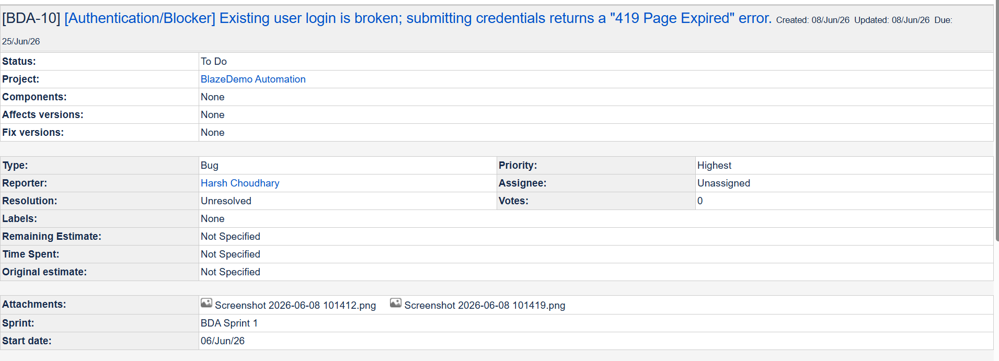 [BDA-10] [Authentication/Blocker] Existing user login is broken; submitting credentials returns a "419 Page Expired" error. Created: 08/Jun/26 Updated: 08/Jun/26 Due:
25/Jun/26
Status: To Do
Project: BlazeDemo Automation
Components: None
Affects versions: None
Fix versions: None
Type: Bug Priority: Highest
Reporter: Harsh Choudhary Assignee: Unassigned
Resolution: Unresolved Votes: 0
Labels: None
Remaining Estimate: Not Specified
Time Spent: Not Specified
Original estimate: Not Specified
Attachments: Screenshot 2026-06-08 101412.png Screenshot 2026-06-08 101419.png
Sprint: BDA Sprint 1
Start date: 06/Jun/26